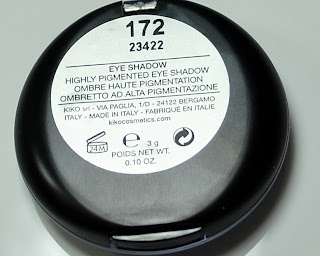 172
23422
EYE SHADOW
HIGHLY PIGMENTED EYE SHADOW
OMBRE HAUTE PIGMENTATION
OMBRETTO AD ALTA PIGMENTAZIONE
KIKO srl - VIA PAGLIA, 1/D - 24122 BERGAMO
ITALY - MADE IN ITALY - FABRIQUÉ EN ITALIE
kikocosmetics.com
24M ℮ 3 g
POIDS NET WT.
0.10 OZ.